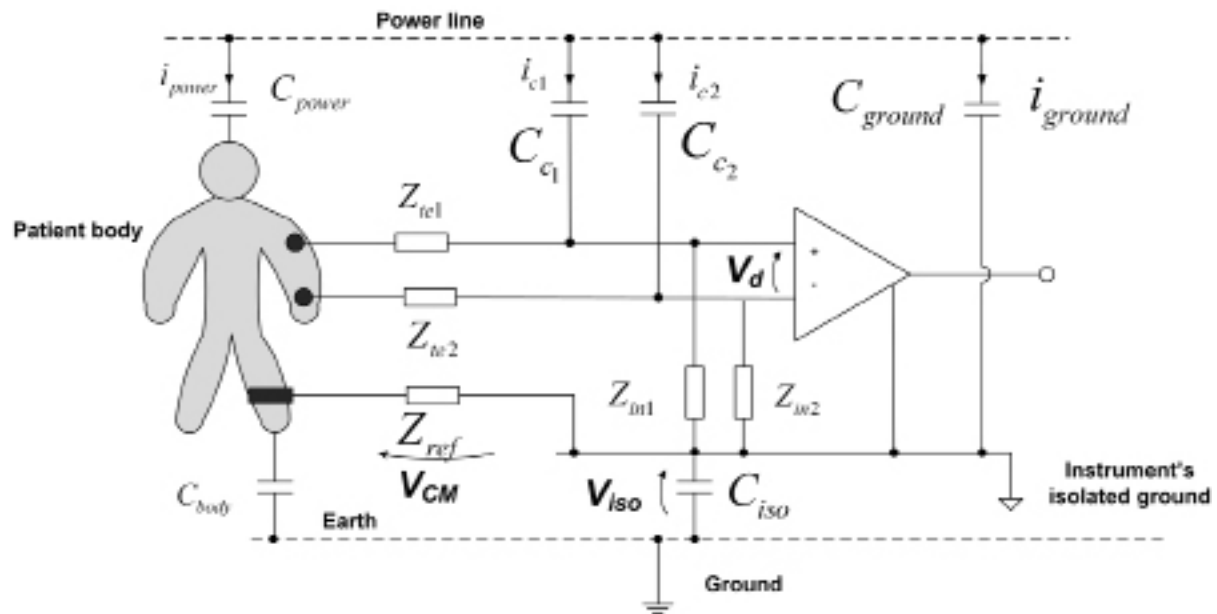 Power line
i_power
C_power
i_c1
C_c1
i_c2
C_c2
C_ground
i_ground
Patient body
Z_te1
Z_te2
V_d
+
-
Z_in1
Z_in2
Z_ref
V_CM
V_iso
C_iso
Instrument's
isolated ground
C_body
Earth
Ground